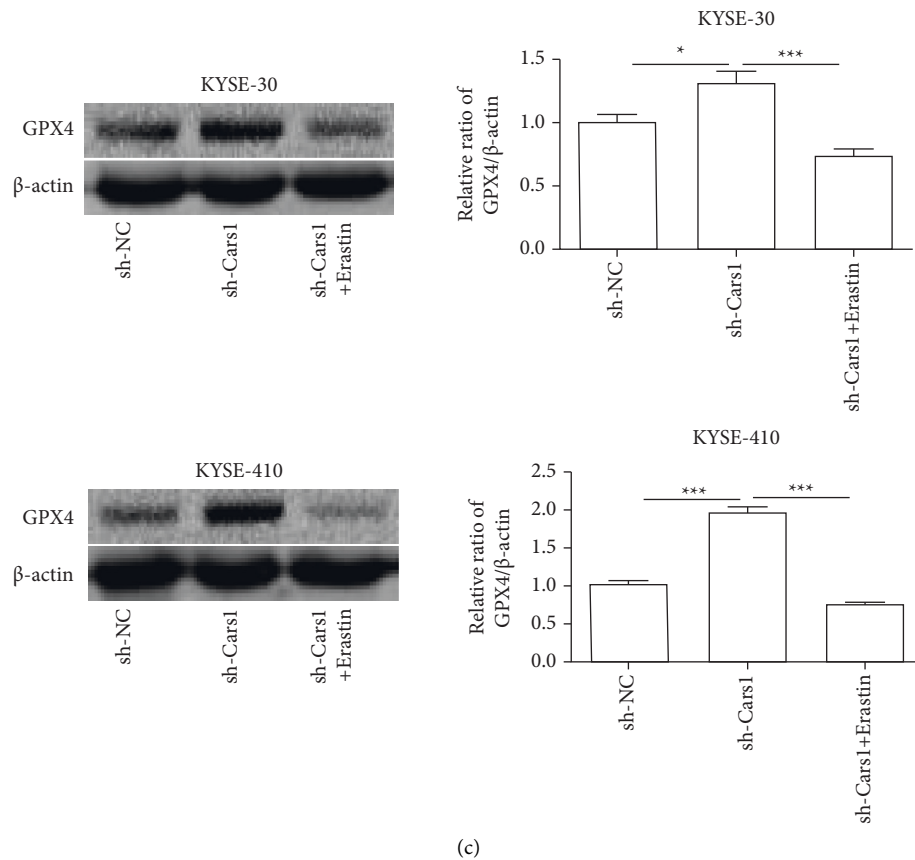 KYSE-30
GPX4
β-actin
sh-NC
sh-Cars1
sh-Cars1
+Erastin
KYSE-30
Relative ratio of
GPX4/β-actin
1.5
1.0
0.5
0.0
*
***
sh-NC
sh-Cars1
sh-Cars1+Erastin
KYSE-410
GPX4
β-actin
sh-NC
sh-Cars1
sh-Cars1
+Erastin
KYSE-410
Relative ratio of
GPX4/β-actin
2.5
2.0
1.5
1.0
0.5
0.0
***
***
sh-NC
sh-Cars1
sh-Cars1+Erastin
(c)